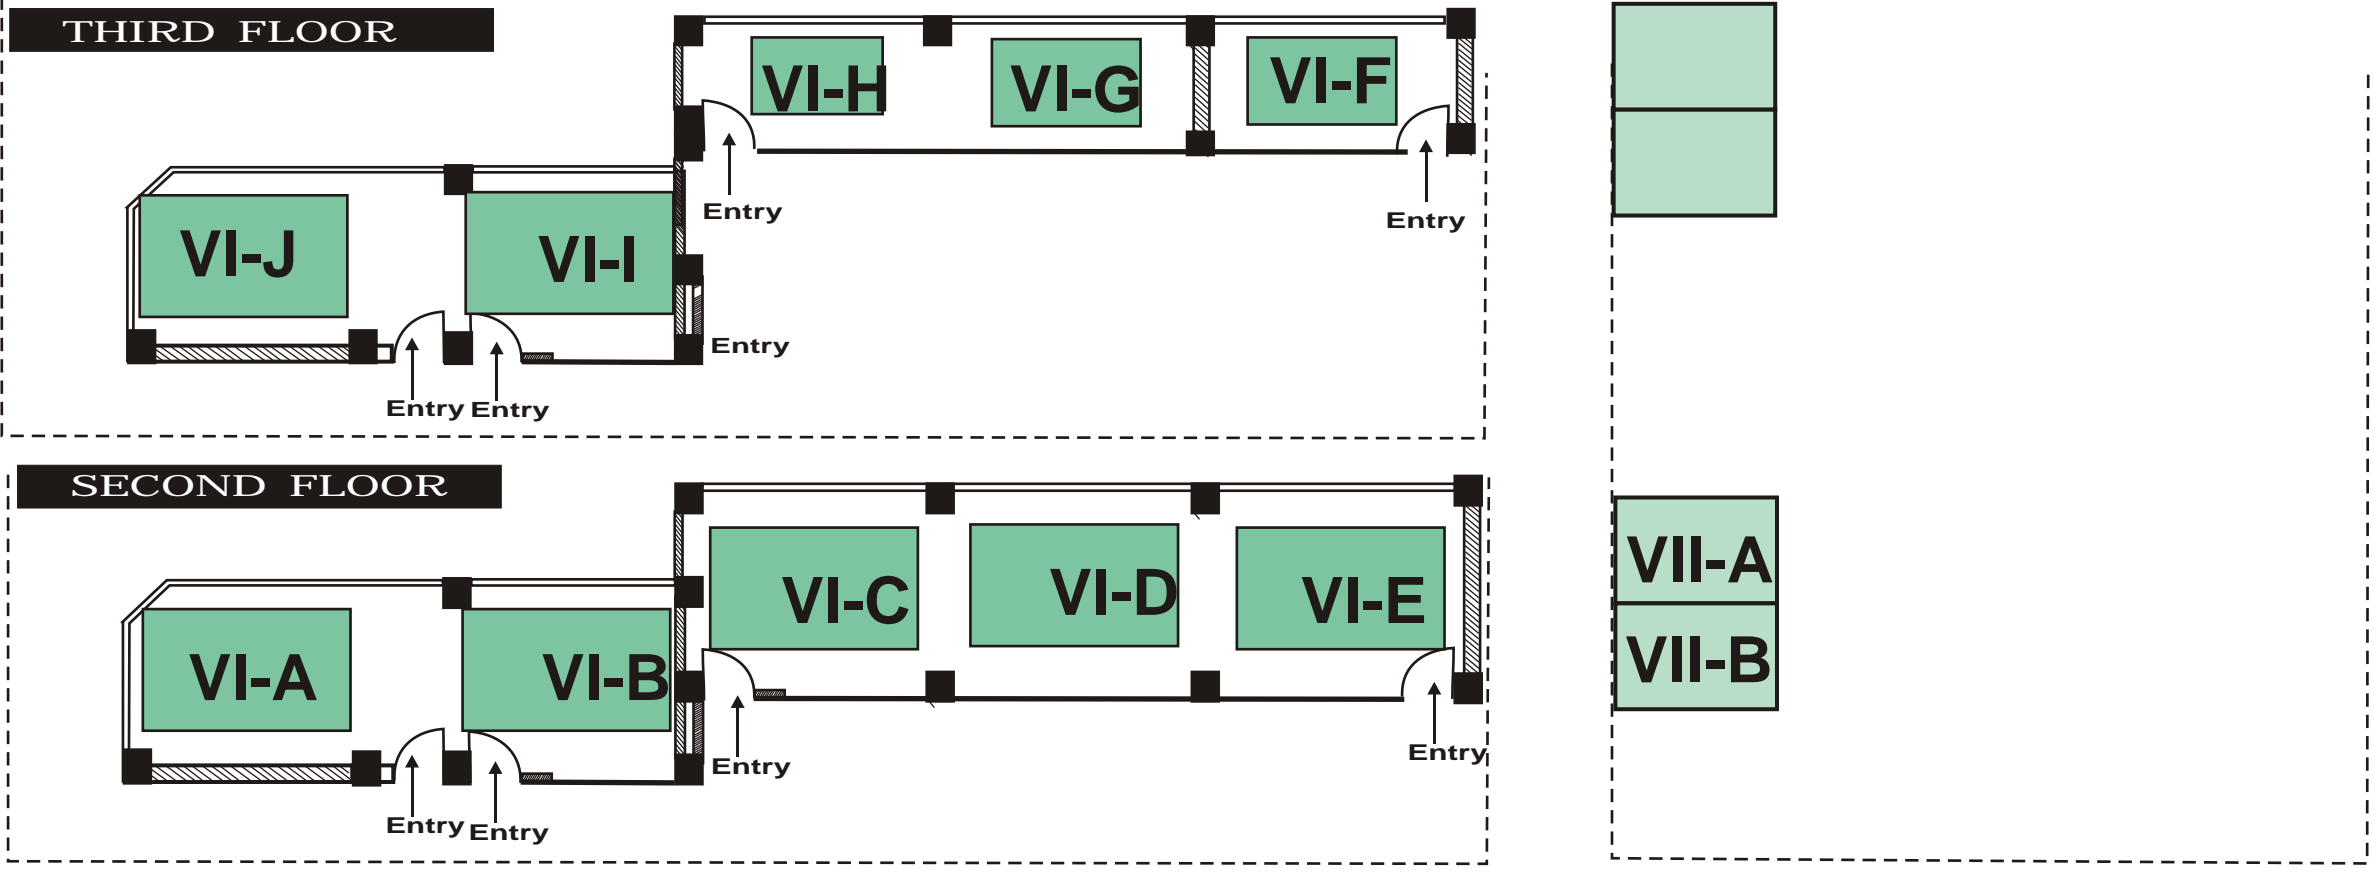 THIRD FLOOR
VI-H
VI-G
VI-F
Entry
Entry
VI-J
VI-I
Entry
Entry
Entry
SECOND FLOOR
VI-C
VI-D
VI-E
VII-A
VI-A
VI-B
VII-B
Entry
Entry
Entry
Entry